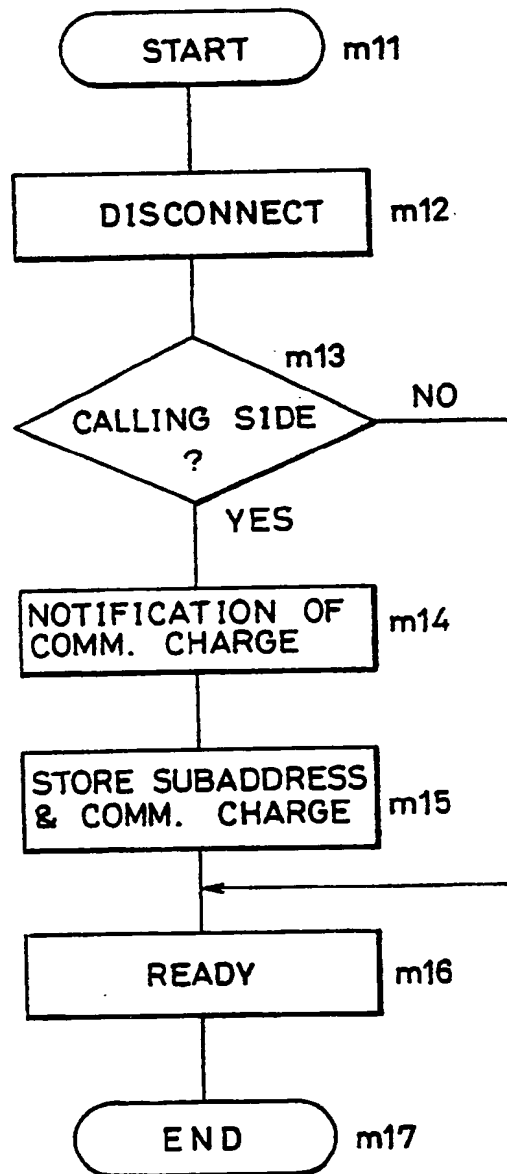 START m11
DISCONNECT m12
m13
CALLING SIDE
?
NO
YES
NOTIFICATION OF
COMM. CHARGE
m14
STORE SUBADDRESS
& COMM. CHARGE
m15
READY m16
END m17